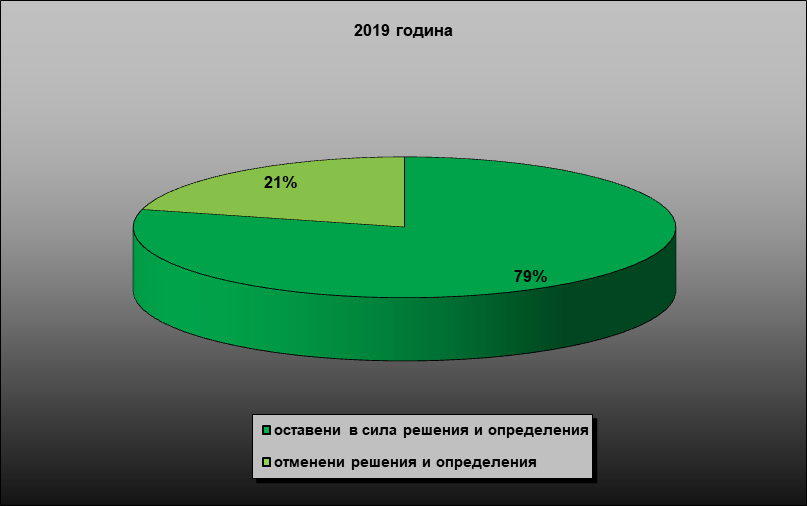 2019 година
21%
79%
оставени в сила решения и определения
отменени решения и определения